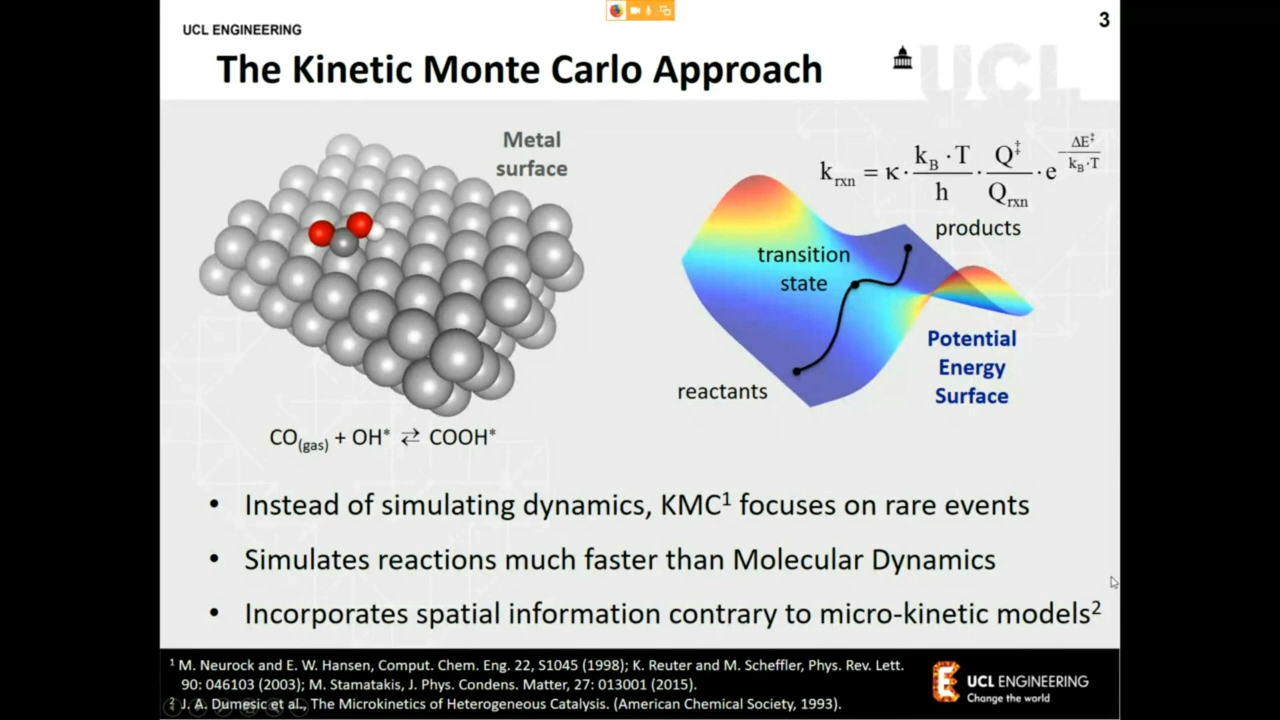 3
UCL ENGINEERING
The Kinetic Monte Carlo Approach
UCL
Metal
surface
k_rxn = κ · (k_B · T / h) · (Q^‡ / Q_rxn) · e^(−ΔE^‡ / k_B · T)
products
transition
state
Potential
Energy
Surface
reactants
CO(gas) + OH* ⇄ COOH*
• Instead of simulating dynamics, KMC¹ focuses on rare events
• Simulates reactions much faster than Molecular Dynamics
• Incorporates spatial information contrary to micro-kinetic models²
¹ M. Neurock and E. W. Hansen, Comput. Chem. Eng. 22, S1045 (1998); K. Reuter and M. Scheffler, Phys. Rev. Lett.
90: 046103 (2003); M. Stamatakis, J. Phys. Condens. Matter, 27: 013001 (2015).
² J. A. Dumesic et al., The Microkinetics of Heterogeneous Catalysis. (American Chemical Society, 1993).
UCL ENGINEERING
Change the world